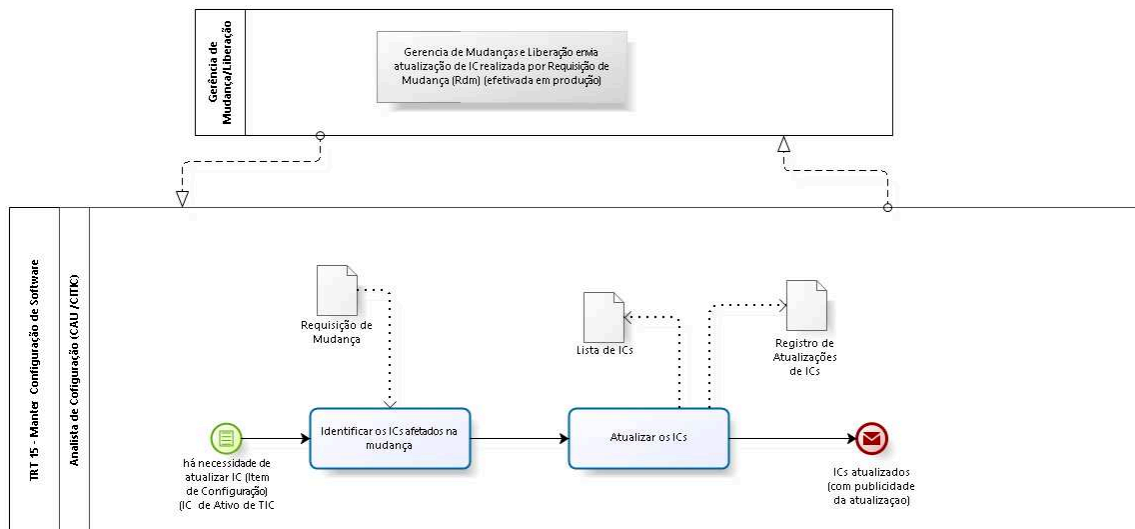 Gerência de
Mudança/Liberação
Gerencia de Mudanças e Liberação envia
atualização de IC realizada por Requisição de
Mudança (Rdm) (efetivada em produção)
TRT 15 - Manter Configuração de Software
Analista de Cofiguração (CAU /CITIC)
Requisição de
Mudança
Lista de ICs
Registro de
Atualizações
de ICs
Identificar os ICs afetados na
mudança
Atualizar os ICs
há necessidade de
atualizar IC (Item
de Configuração)
(IC de Ativo de TIC
ICs atualizados
(com publicidade
da atualizaçao)